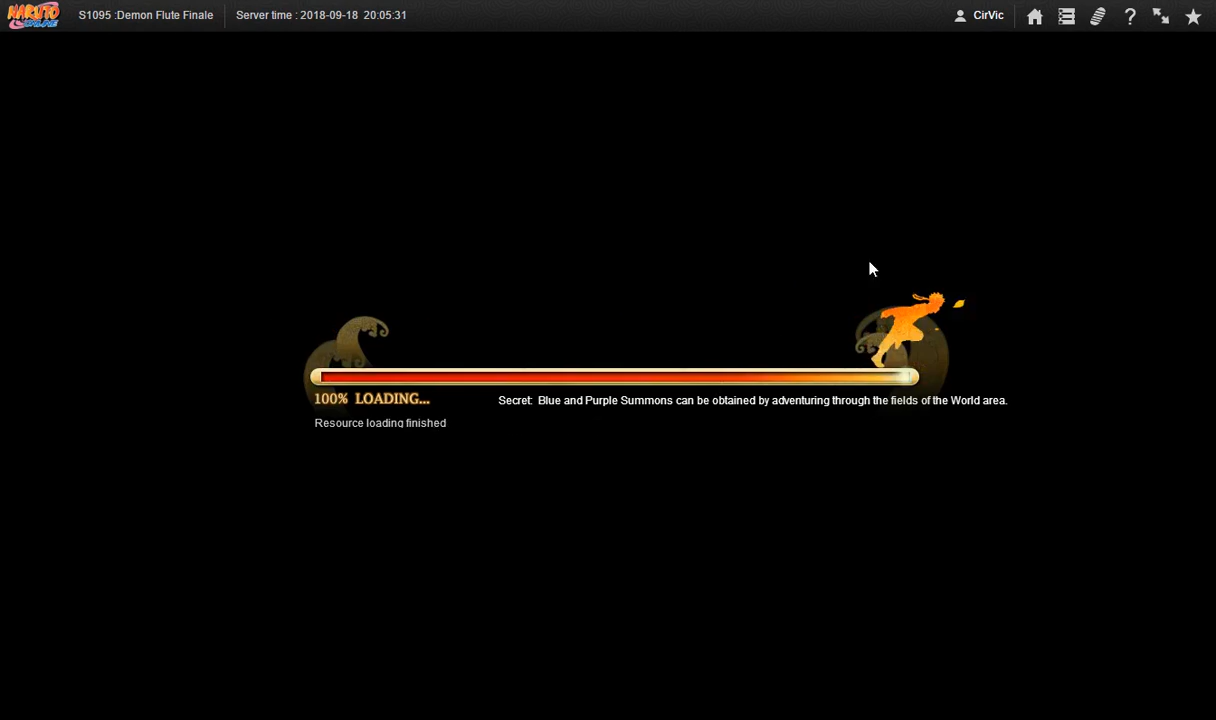 NARUTO ONLINE
S1095 :Demon Flute Finale
Server time : 2018-09-18 20:05:31
CirVic
?
100% LOADING...
Secret: Blue and Purple Summons can be obtained by adventuring through the fields of the World area.
Resource loading finished